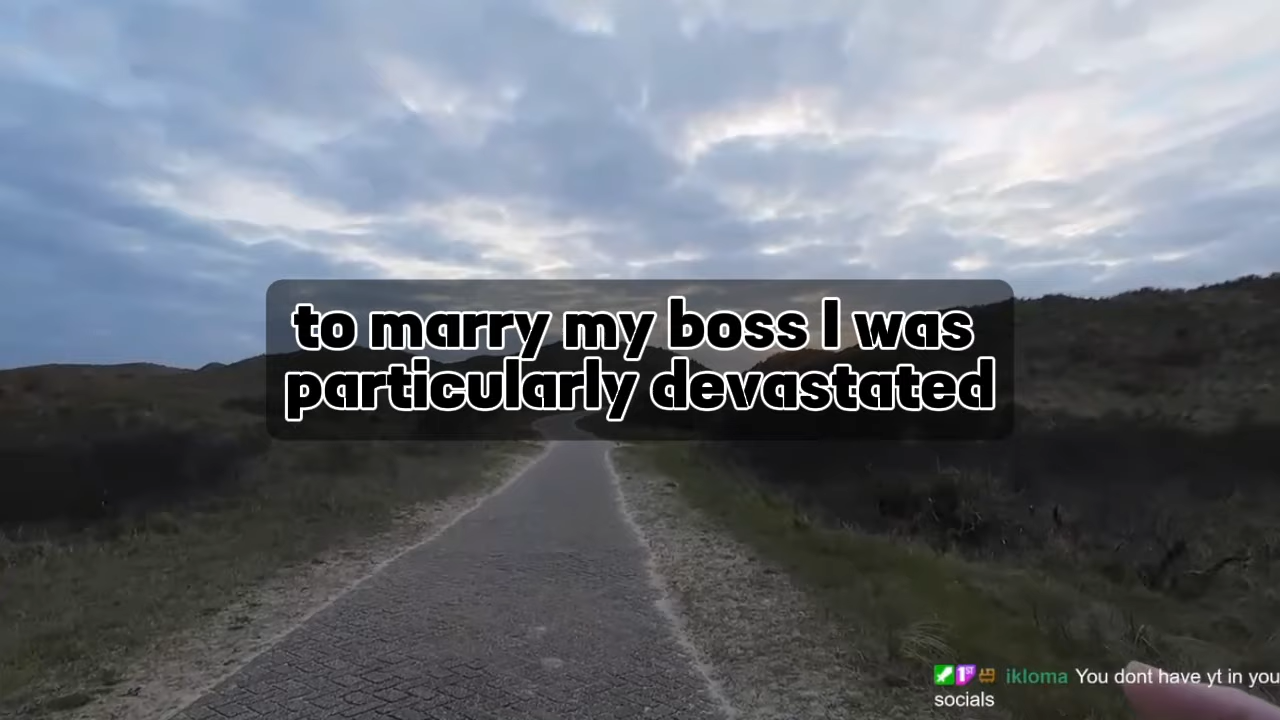 to marry my boss I was
particularly devastated
ikloma You dont have yt in you
socials